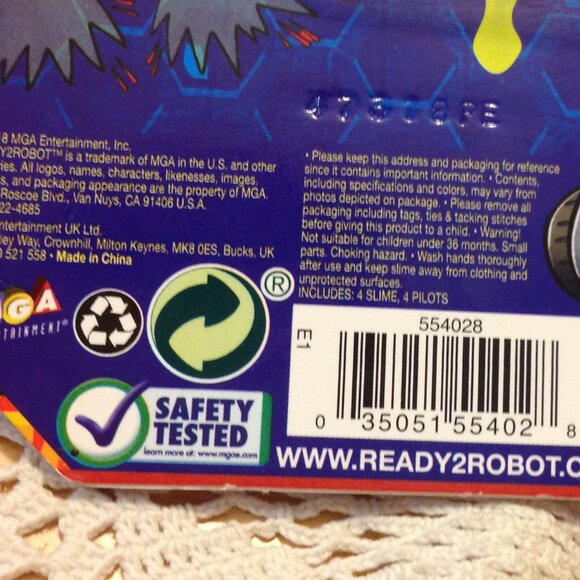 47318FE
8 MGA Entertainment, Inc.
Y2ROBOT™ is a trademark of MGA in the U.S. and other
ries. All logos, names, characters, likenesses, images,
s, and packaging appearance are the property of MGA.
Roscoe Blvd., Van Nuys, CA 91406 U.S.A.
22-4685
ntertainment UK Ltd.
ley Way, Crownhill, Milton Keynes, MK8 0ES, Bucks, UK
0 521 558 • Made in China
• Please keep this address and packaging for reference
since it contains important information. • Contents,
including specifications and colors, may vary from
photos depicted on package. • Please remove all
packaging including tags, ties & tacking stitches
before giving this product to a child. • Warning!
Not suitable for children under 36 months. Small
parts. Choking hazard. • Wash hands thoroughly
after use and keep slime away from clothing and
unprotected surfaces.
INCLUDES: 4 SLIME, 4 PILOTS
GA
RTAINMENT®
®
SAFETY
TESTED
learn more at: www.mgae.com
E1
554028
0 35051 55402 8
WWW.READY2ROBOT.C